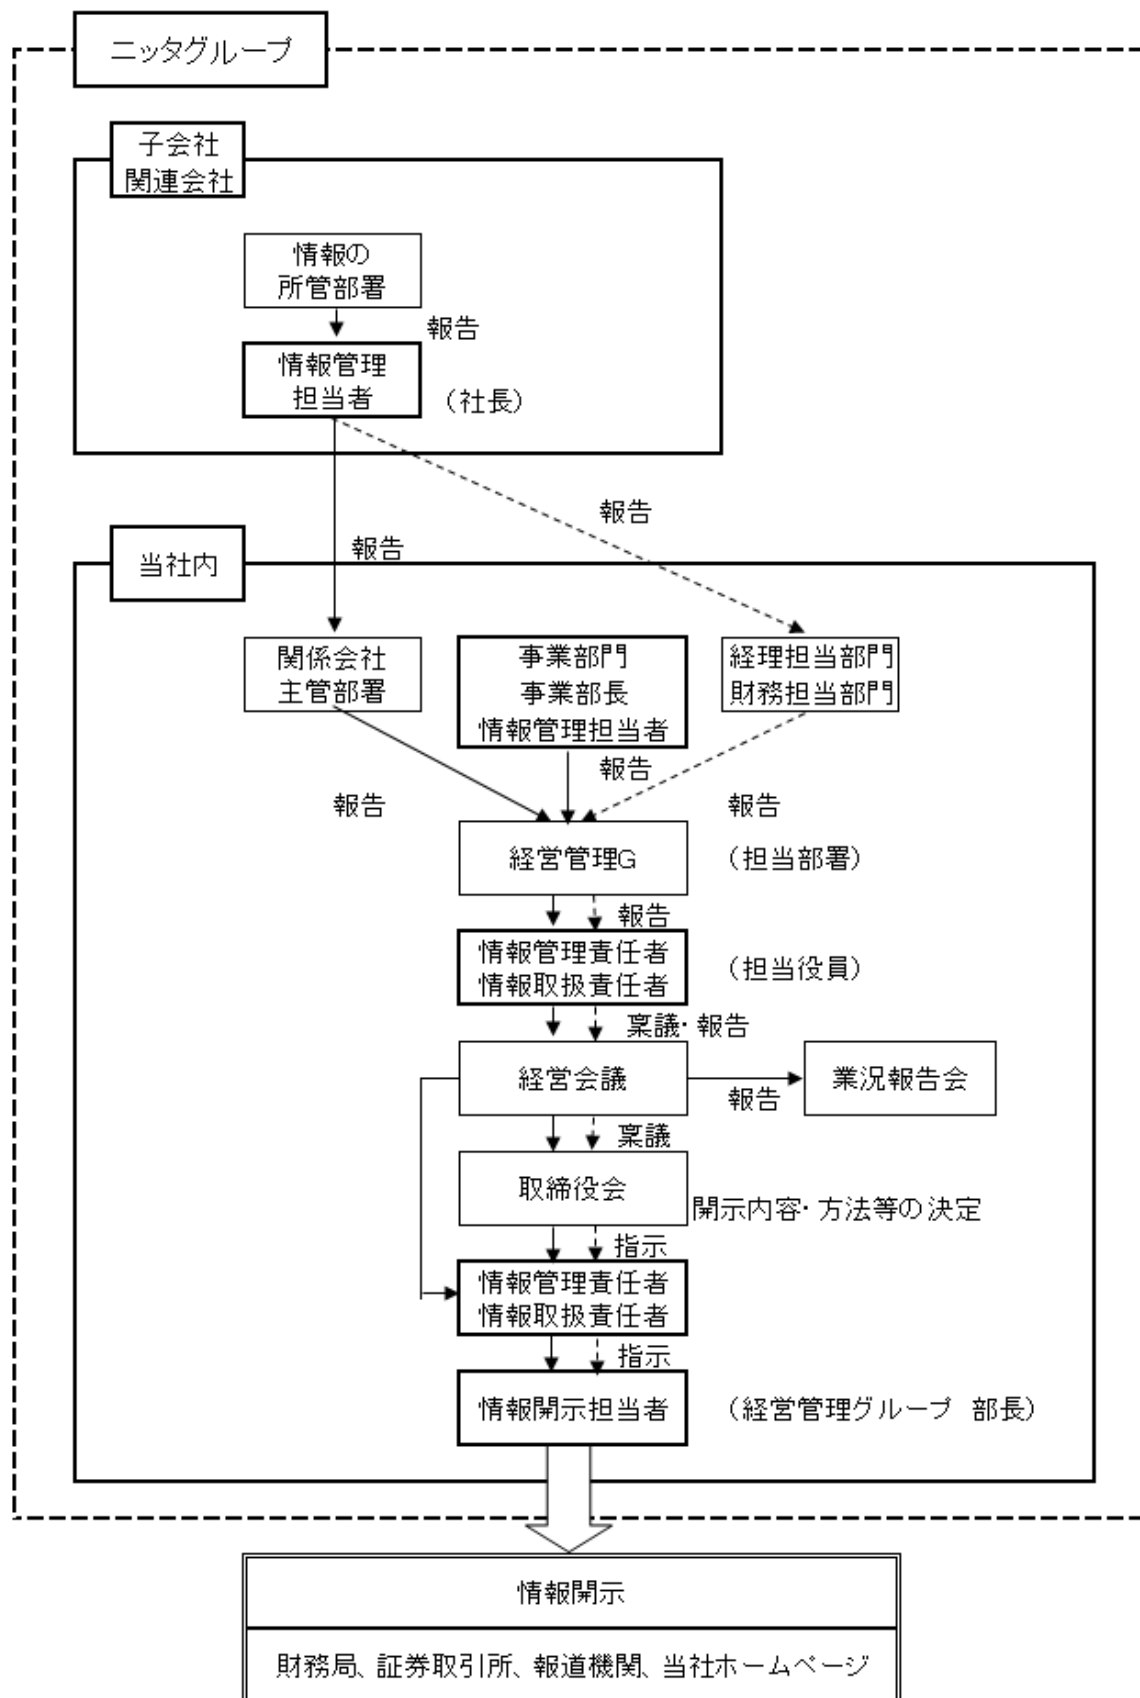 ニッタグループ
子会社
関連会社
情報の
所管部署
報告
情報管理
担当者
（社長）
報告
報告
当社内
関係会社
主管部署
事業部門
事業部長
情報管理担当者
経理担当部門
財務担当部門
報告
報告
報告
経営管理G
（担当部署）
報告
情報管理責任者
情報取扱責任者
（担当役員）
稟議・報告
経営会議
報告
業況報告会
稟議
取締役会
開示内容・方法等の決定
指示
情報管理責任者
情報取扱責任者
指示
情報開示担当者
（経営管理グループ　部長）
情報開示
財務局、証券取引所、報道機関、当社ホームページ